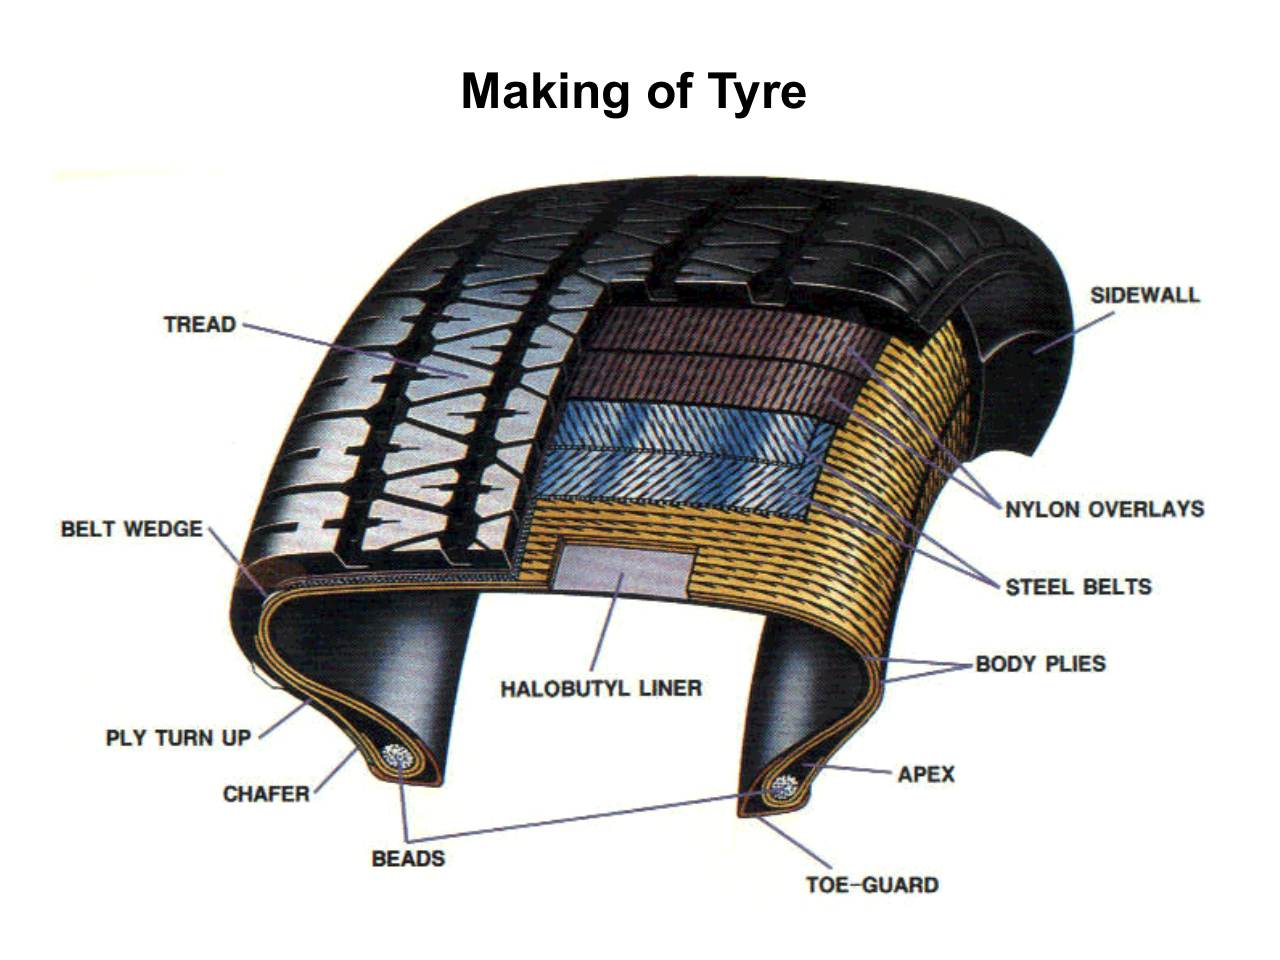 Making of Tyre
SIDEWALL
TREAD
NYLON OVERLAYS
BELT WEDGE
STEEL BELTS
BODY PLIES
HALOBUTYL LINER
PLY TURN UP
APEX
CHAFER
BEADS
TOE-GUARD